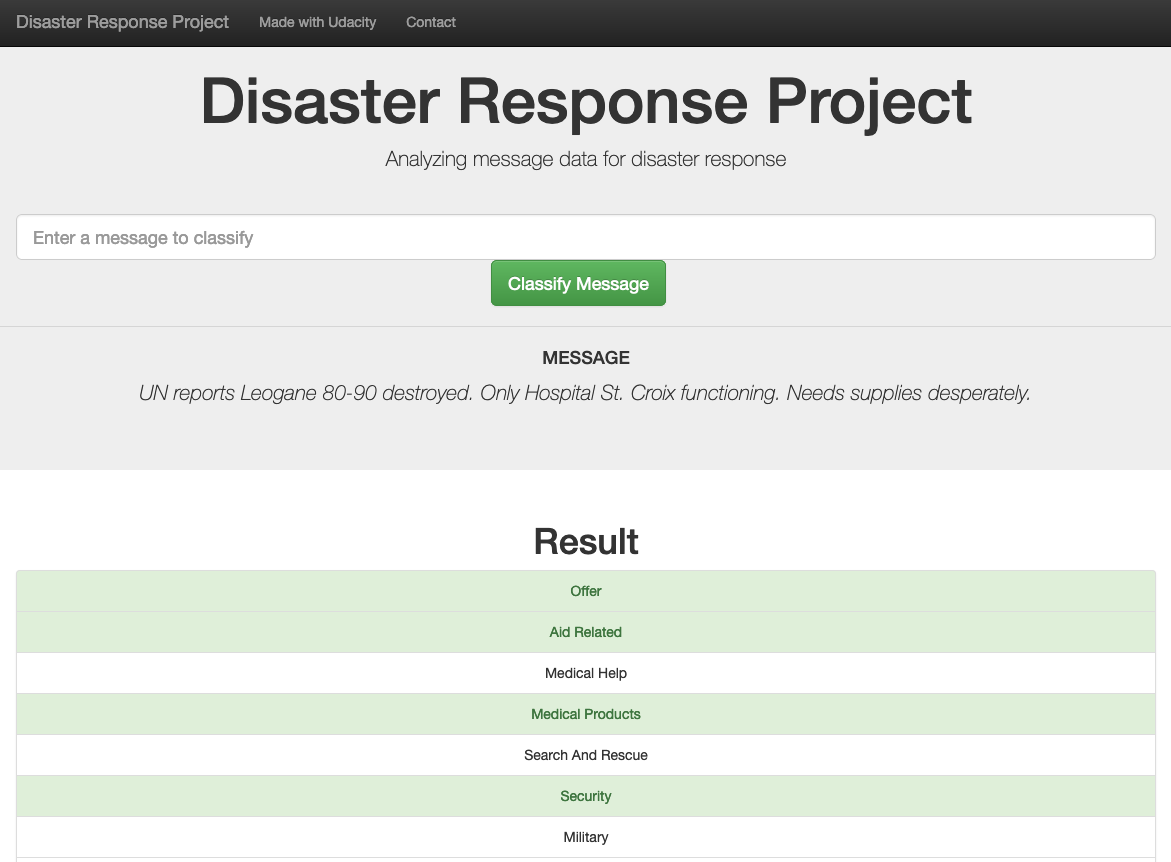 Disaster Response Project Made with Udacity Contact
Disaster Response Project
Analyzing message data for disaster response
Enter a message to classify
Classify Message
MESSAGE
UN reports Leogane 80-90 destroyed. Only Hospital St. Croix functioning. Needs supplies desperately.
Result
Offer
Aid Related
Medical Help
Medical Products
Search And Rescue
Security
Military